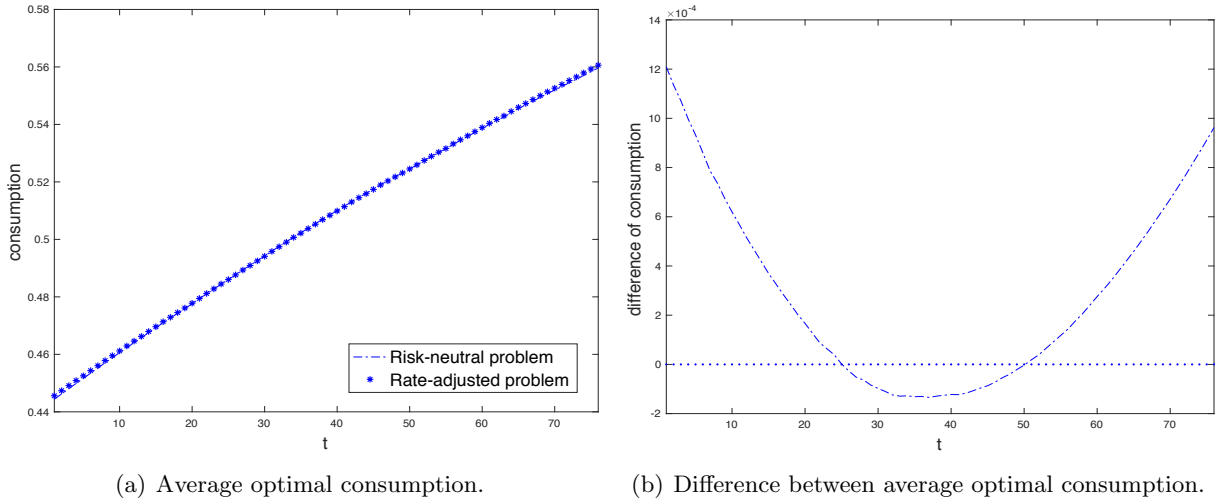 0.58
0.56
0.54
0.52
0.5
0.48
0.46
0.44
consumption
10 20 30 40 50 60 70
t
Risk-neutral problem
Rate-adjusted problem
(a) Average optimal consumption.
×10⁻⁴
14
12
10
8
6
4
2
0
-2
difference of consumption
10 20 30 40 50 60 70
t
(b) Difference between average optimal consumption.